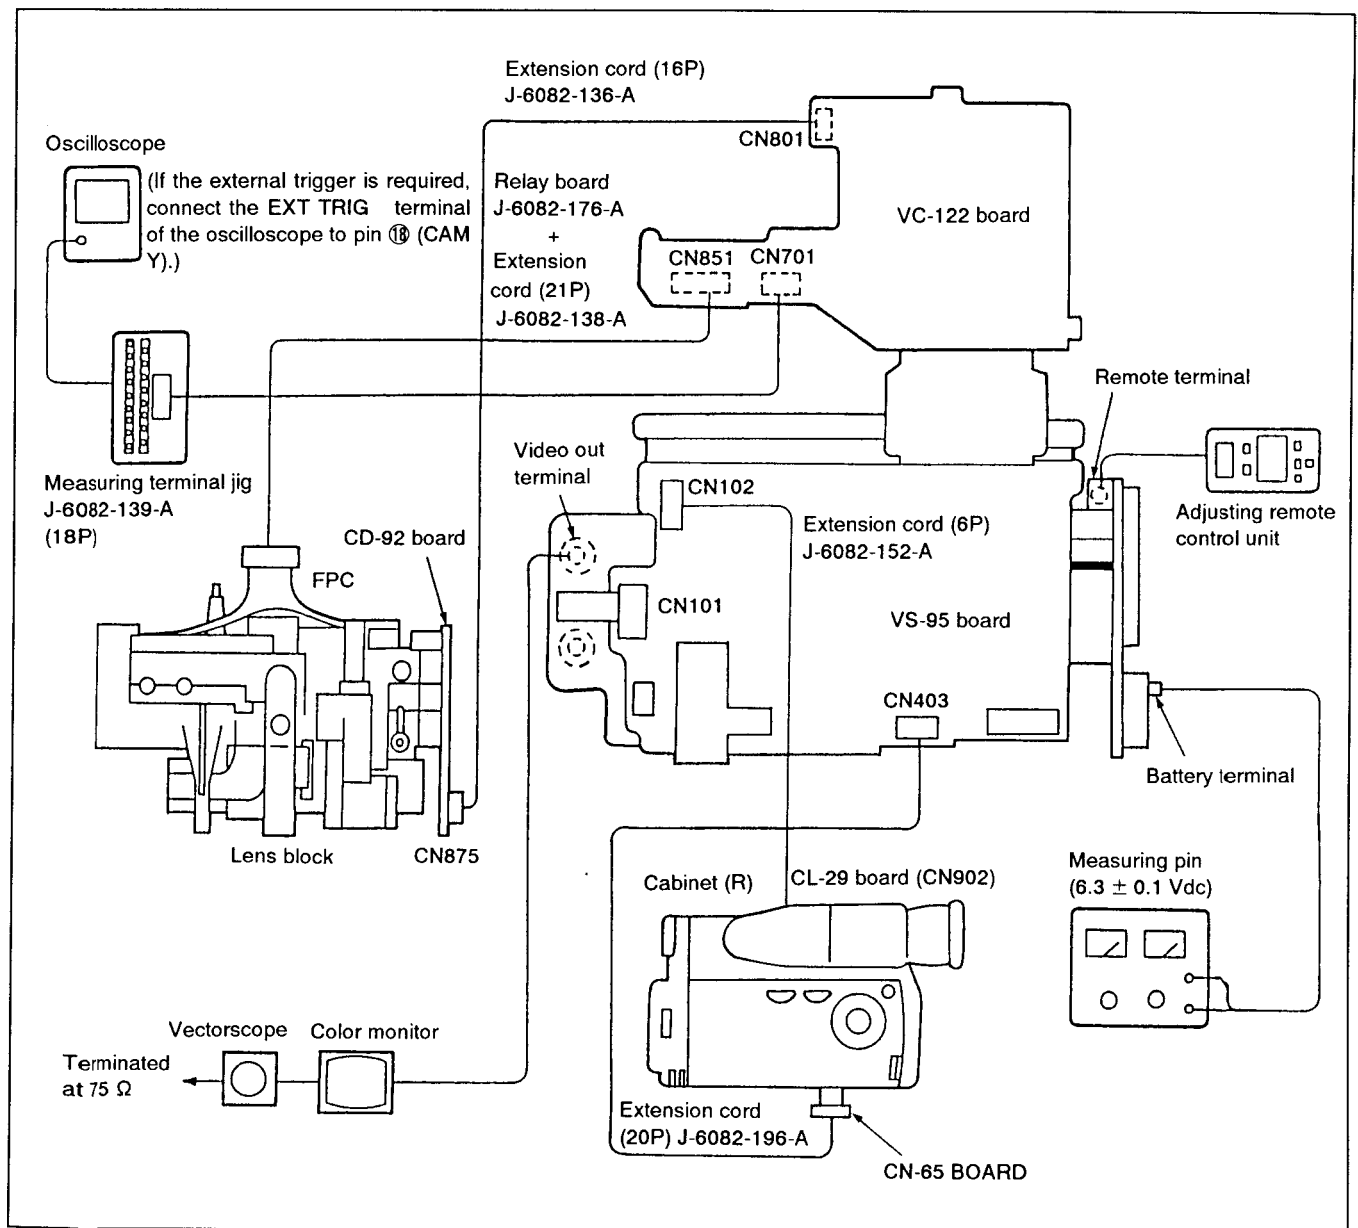 Extension cord (16P)
J-6082-136-A
CN801
Oscilloscope
(If the external trigger is required,
connect the EXT TRIG terminal
of the oscilloscope to pin ⑱ (CAM
Y).)
Relay board
J-6082-176-A
+
Extension
cord (21P)
J-6082-138-A
VC-122 board
CN851
CN701
Remote terminal
Video out
terminal
Measuring terminal jig
J-6082-139-A
(18P)
CN102
Extension cord (6P)
J-6082-152-A
Adjusting remote
control unit
CD-92 board
FPC
CN101
VS-95 board
CN403
Battery terminal
Lens block
CN875
Measuring pin
(6.3 ± 0.1 Vdc)
Cabinet (R)
CL-29 board (CN902)
Vectorscope
Color monitor
Terminated
at 75 Ω
Extension cord
(20P) J-6082-196-A
CN-65 BOARD